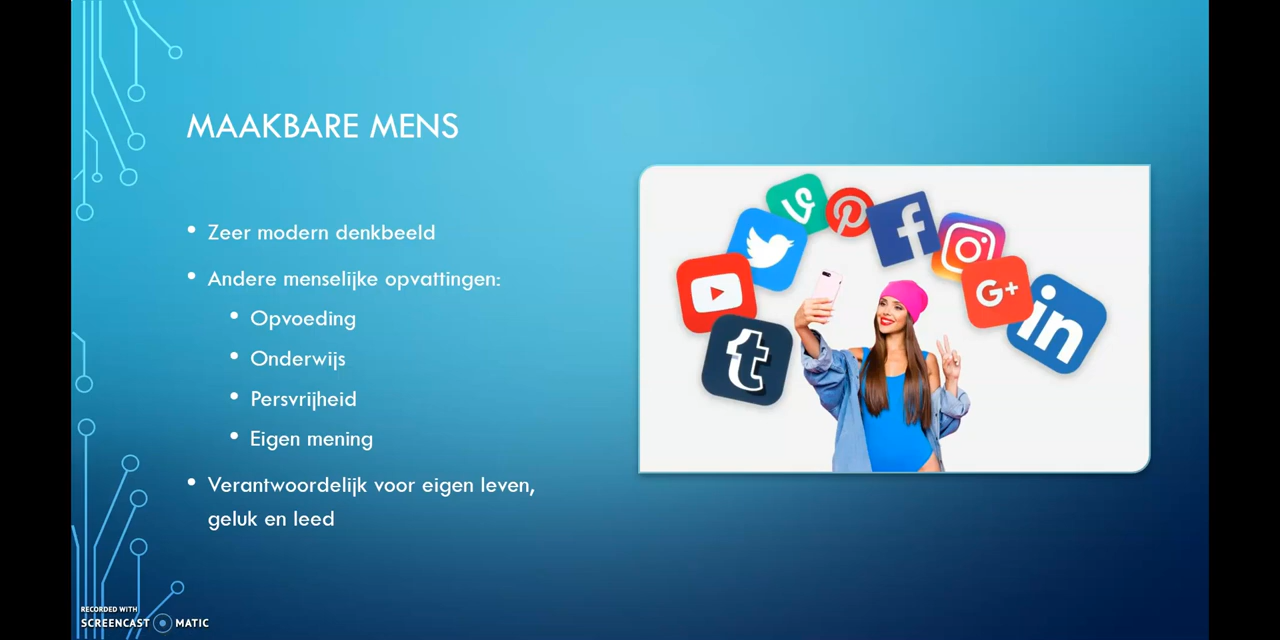 MAAKBARE MENS
• Zeer modern denkbeeld
• Andere menselijke opvattingen:
• Opvoeding
• Onderwijs
• Persvrijheid
• Eigen mening
• Verantwoordelijk voor eigen leven,
geluk en leed
t
f
G+
in
RECORDED WITH
SCREENCAST MATIC